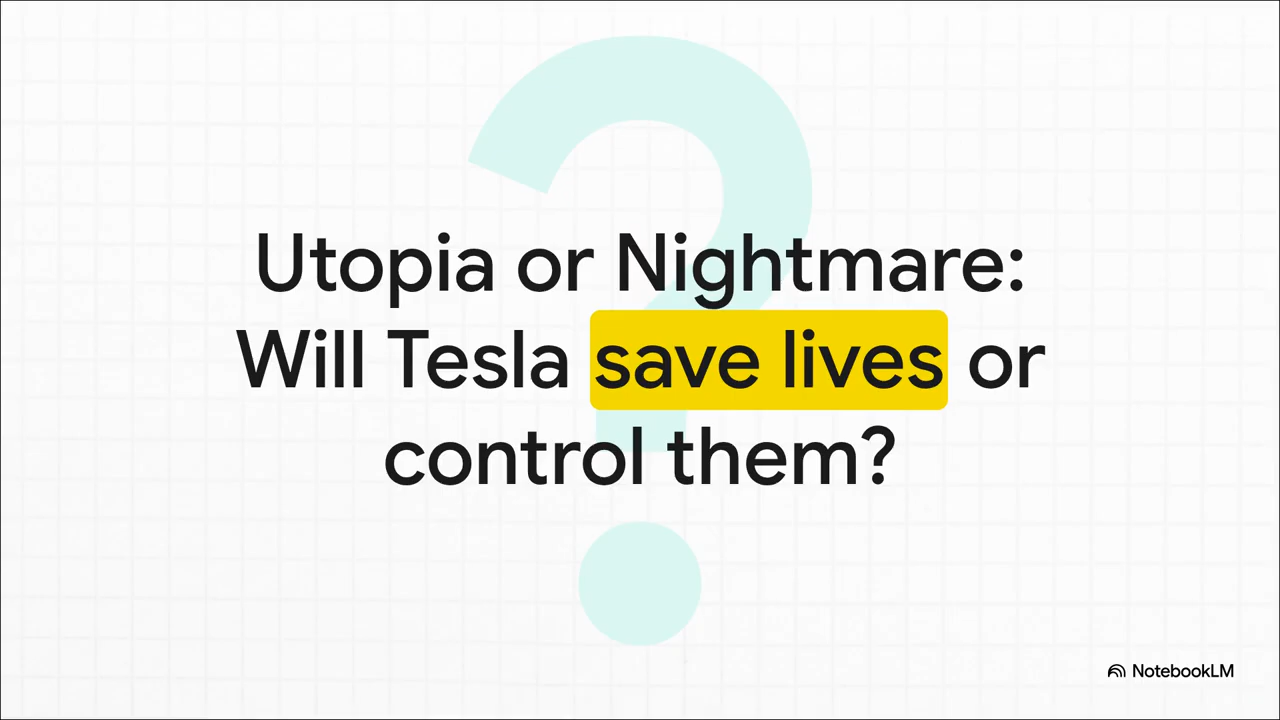 Utopia or Nightmare:
Will Tesla save lives or
control them?
NotebookLM